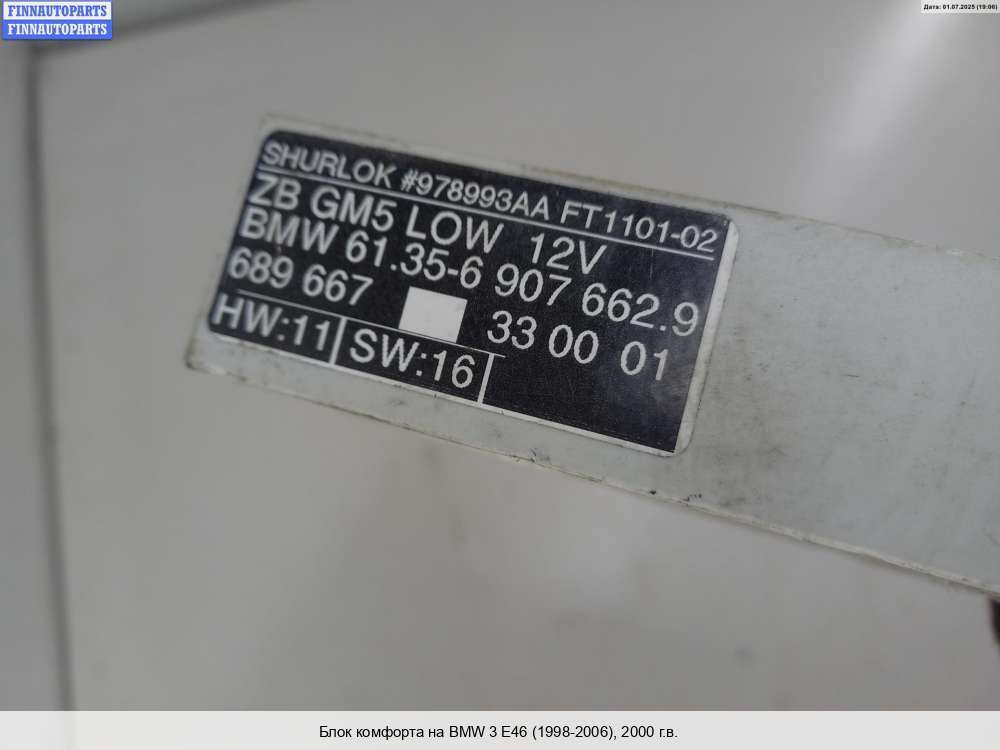 FINNAUTOPARTS
FINNAUTOPARTS
Дата: 01.07.2025 (19:06)
SHURLOK #978993AA FT1101-02
ZB GM5 LOW 12V
BMW 61.35-6 907 662.9
689 667 33 00 01
HW:11 SW:16
Блок комфорта на BMW 3 E46 (1998-2006), 2000 г.в.